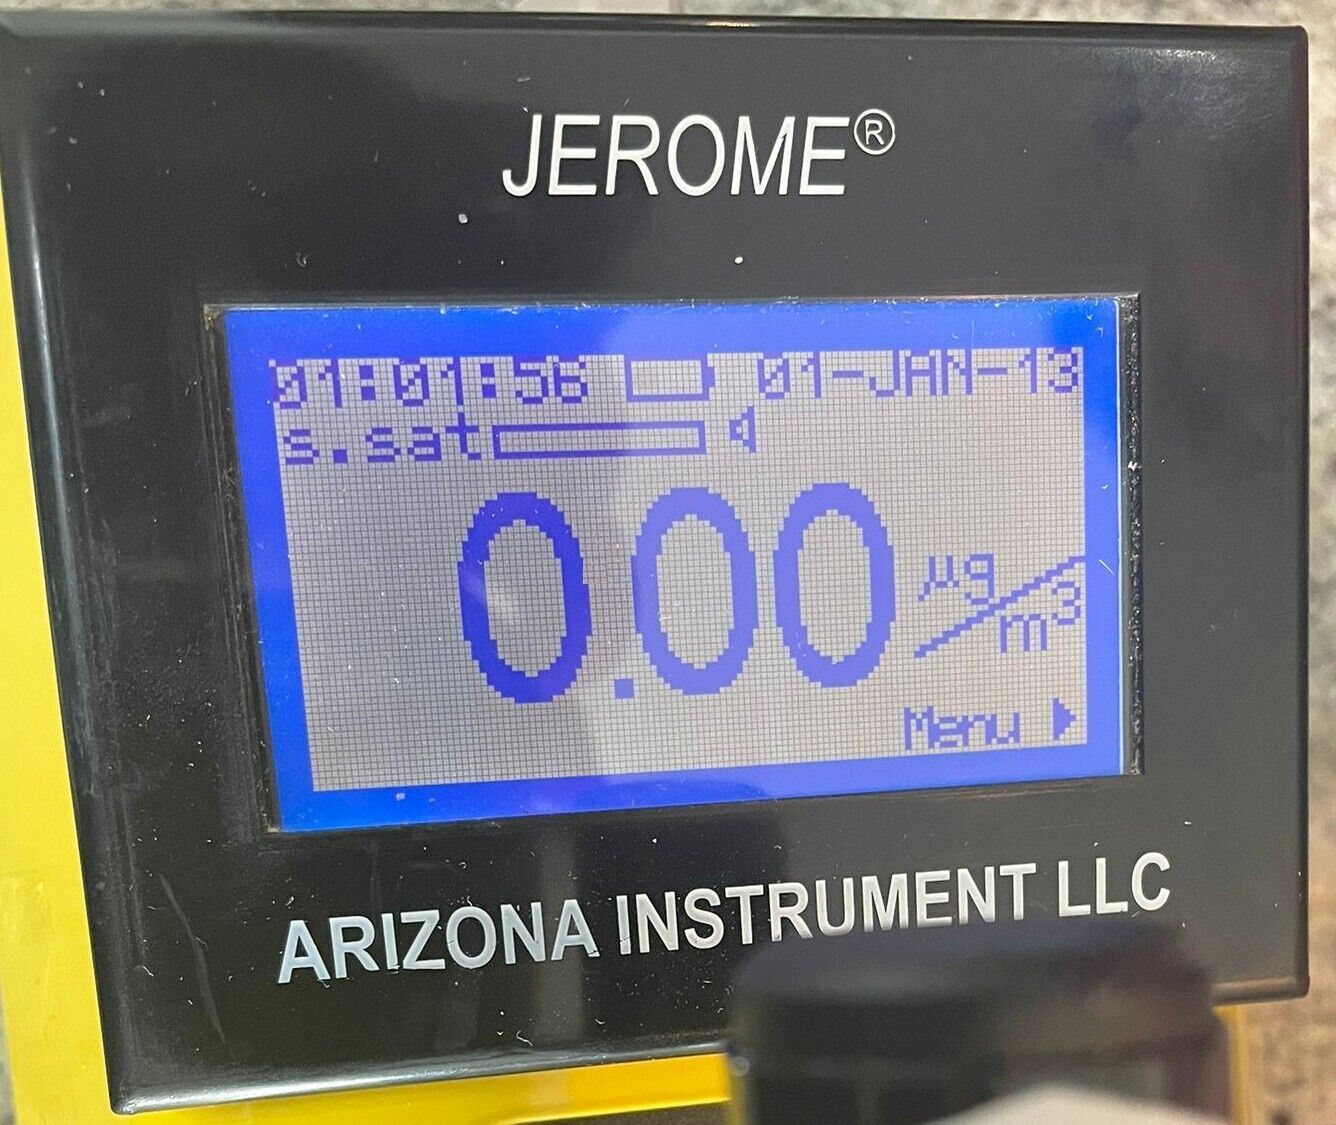 JEROME®
01:01:56 01-JAN-13
s.sat
0.00 µg/m³
Menu
ARIZONA INSTRUMENT LLC